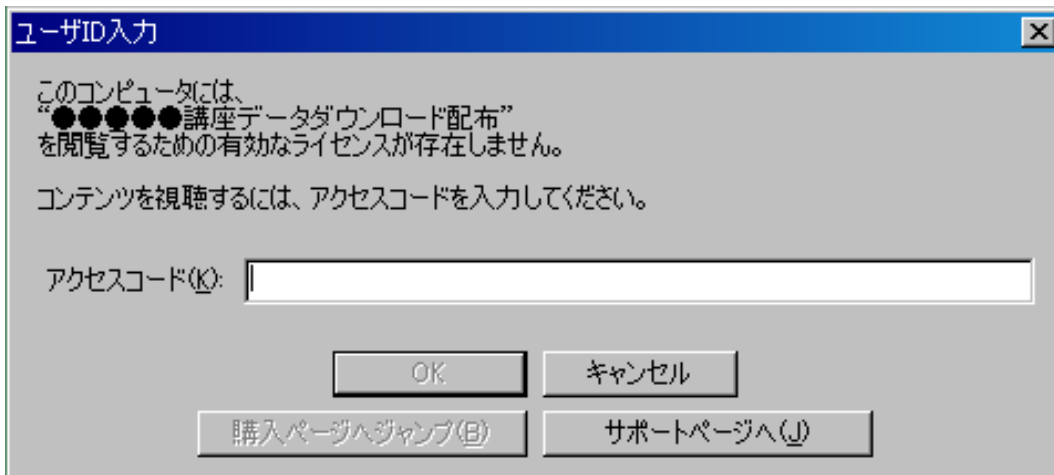 ユーザID入力
このコンピュータには、
“●●●●●講座データダウンロード配布”
を閲覧するための有効なライセンスが存在しません。
コンテンツを視聴するには、アクセスコードを入力してください。
アクセスコード(K):
OK キャンセル
購入ページへジャンプ(B) サポートページへ(J)